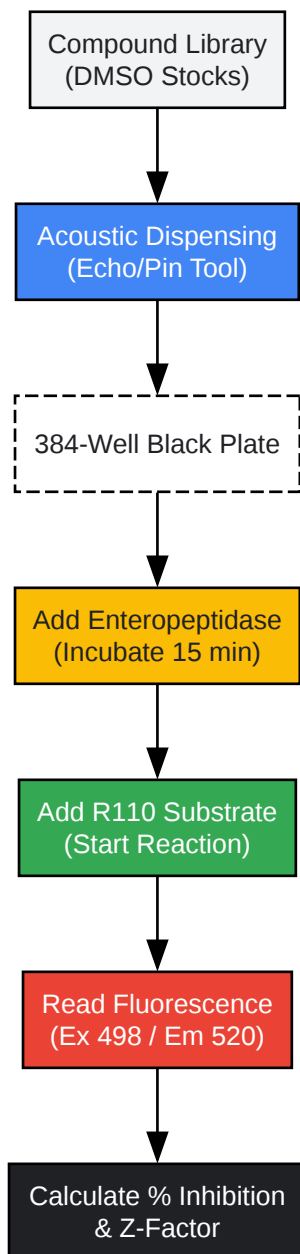 Compound Library
(DMSO Stocks)
Acoustic Dispensing
(Echo/Pin Tool)
384-Well Black Plate
Add Enteropeptidase
(Incubate 15 min)
Add R110 Substrate
(Start Reaction)
Read Fluorescence
(Ex 498 / Em 520)
Calculate % Inhibition
& Z-Factor